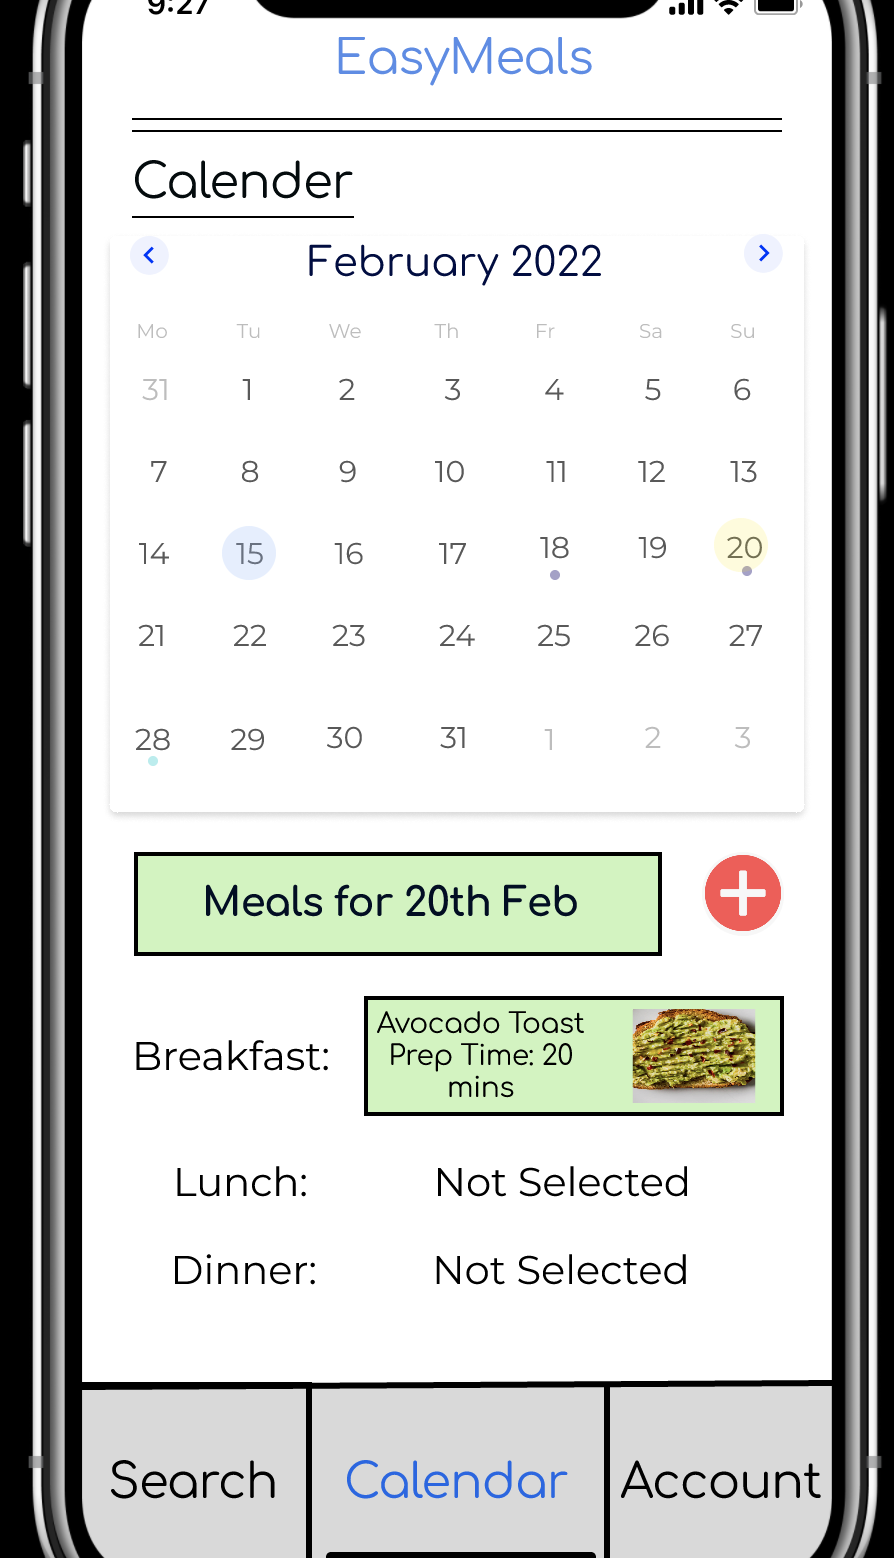 9:27
EasyMeals
Calender
February 2022
Mo Tu We Th Fr Sa Su
31 1 2 3 4 5 6
7 8 9 10 11 12 13
14 15 16 17 18 19 20
21 22 23 24 25 26 27
28 29 30 31 1 2 3
Meals for 20th Feb
Breakfast:
Avocado Toast
Prep Time: 20
mins
Lunch: Not Selected
Dinner: Not Selected
Search Calendar Account